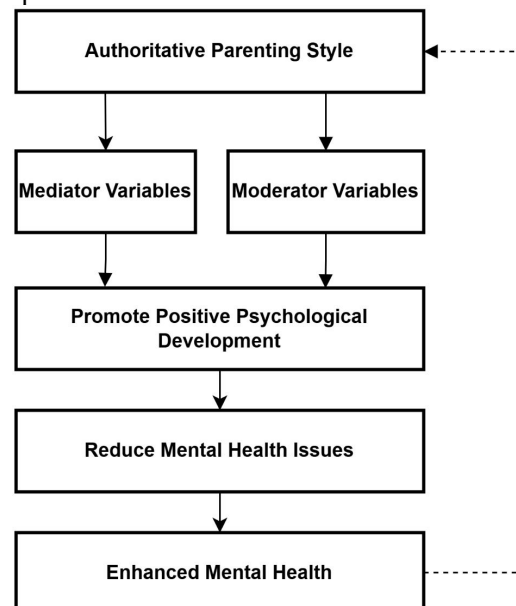 Authoritative Parenting Style
Mediator Variables
Moderator Variables
Promote Positive Psychological
Development
Reduce Mental Health Issues
Enhanced Mental Health